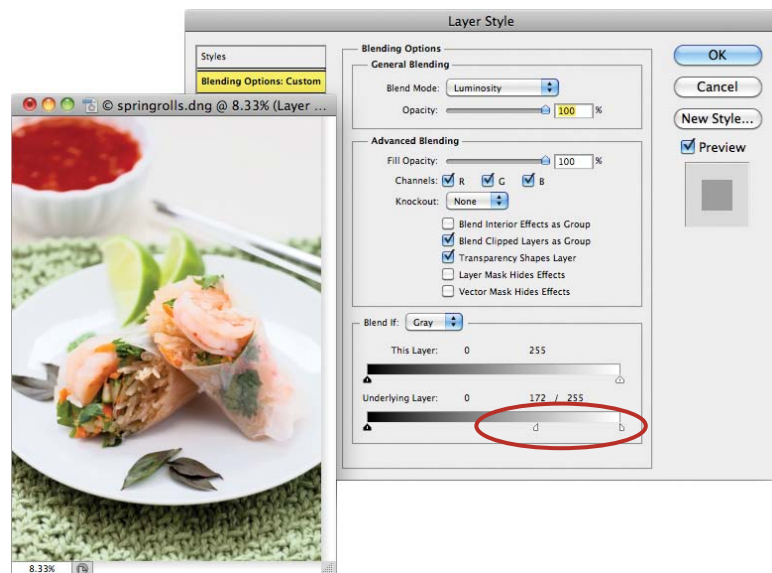 Layer Style
Styles
Blending Options: Custom
© springrolls.dng @ 8.33% (Layer ...
8.33%
Blending Options
General Blending
Blend Mode: Luminosity
Opacity: 100 %
Advanced Blending
Fill Opacity: 100 %
Channels: R G B
Knockout: None
Blend Interior Effects as Group
Blend Clipped Layers as Group
Transparency Shapes Layer
Layer Mask Hides Effects
Vector Mask Hides Effects
Blend If: Gray
This Layer: 0 255
Underlying Layer: 0 172 / 255
OK
Cancel
New Style...
Preview